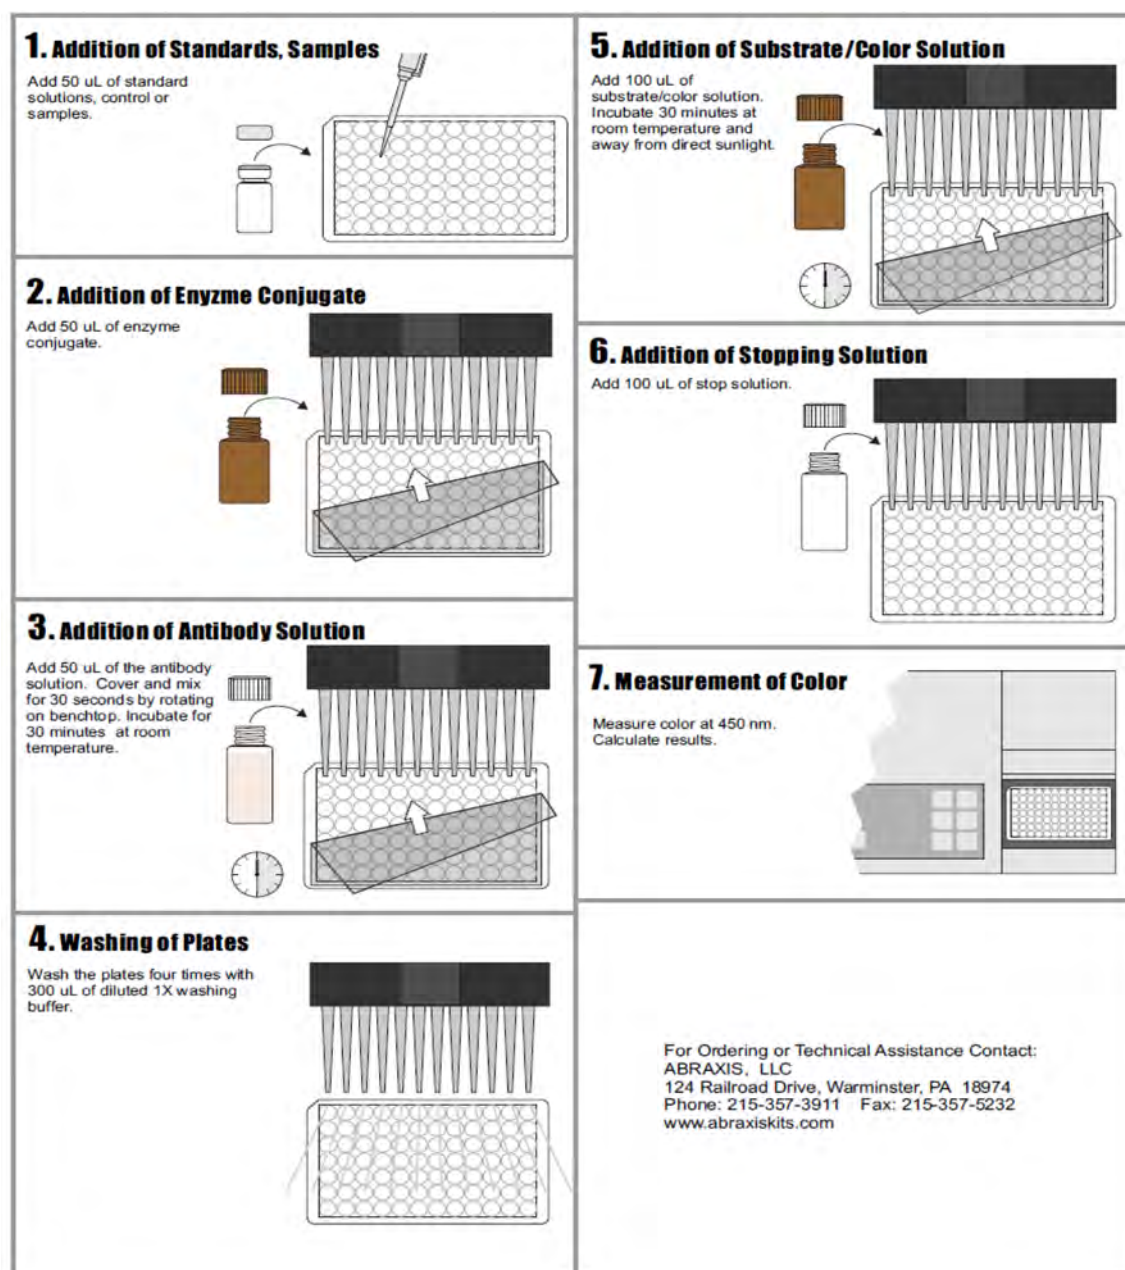 1. Addition of Standards, Samples
Add 50 uL of standard
solutions, control or
samples.
2. Addition of Enyzme Conjugate
Add 50 uL of enzyme
conjugate.
3. Addition of Antibody Solution
Add 50 uL of the antibody
solution.  Cover and mix
for 30 seconds by rotating
on benchtop. Incubate for
30 minutes  at room
temperature.
4. Washing of Plates
Wash the plates four times with
300 uL of diluted 1X washing
buffer.
5. Addition of Substrate/Color Solution
Add 100 uL of
substrate/color solution.
Incubate 30 minutes at
room temperature and
away from direct sunlight.
6. Addition of Stopping Solution
Add 100 uL of stop solution.
7. Measurement of Color
Measure color at 450 nm.
Calculate results.
For Ordering or Technical Assistance Contact:
ABRAXIS,  LLC
124 Railroad Drive, Warminster, PA  18974
Phone: 215-357-3911    Fax: 215-357-5232
www.abraxiskits.com